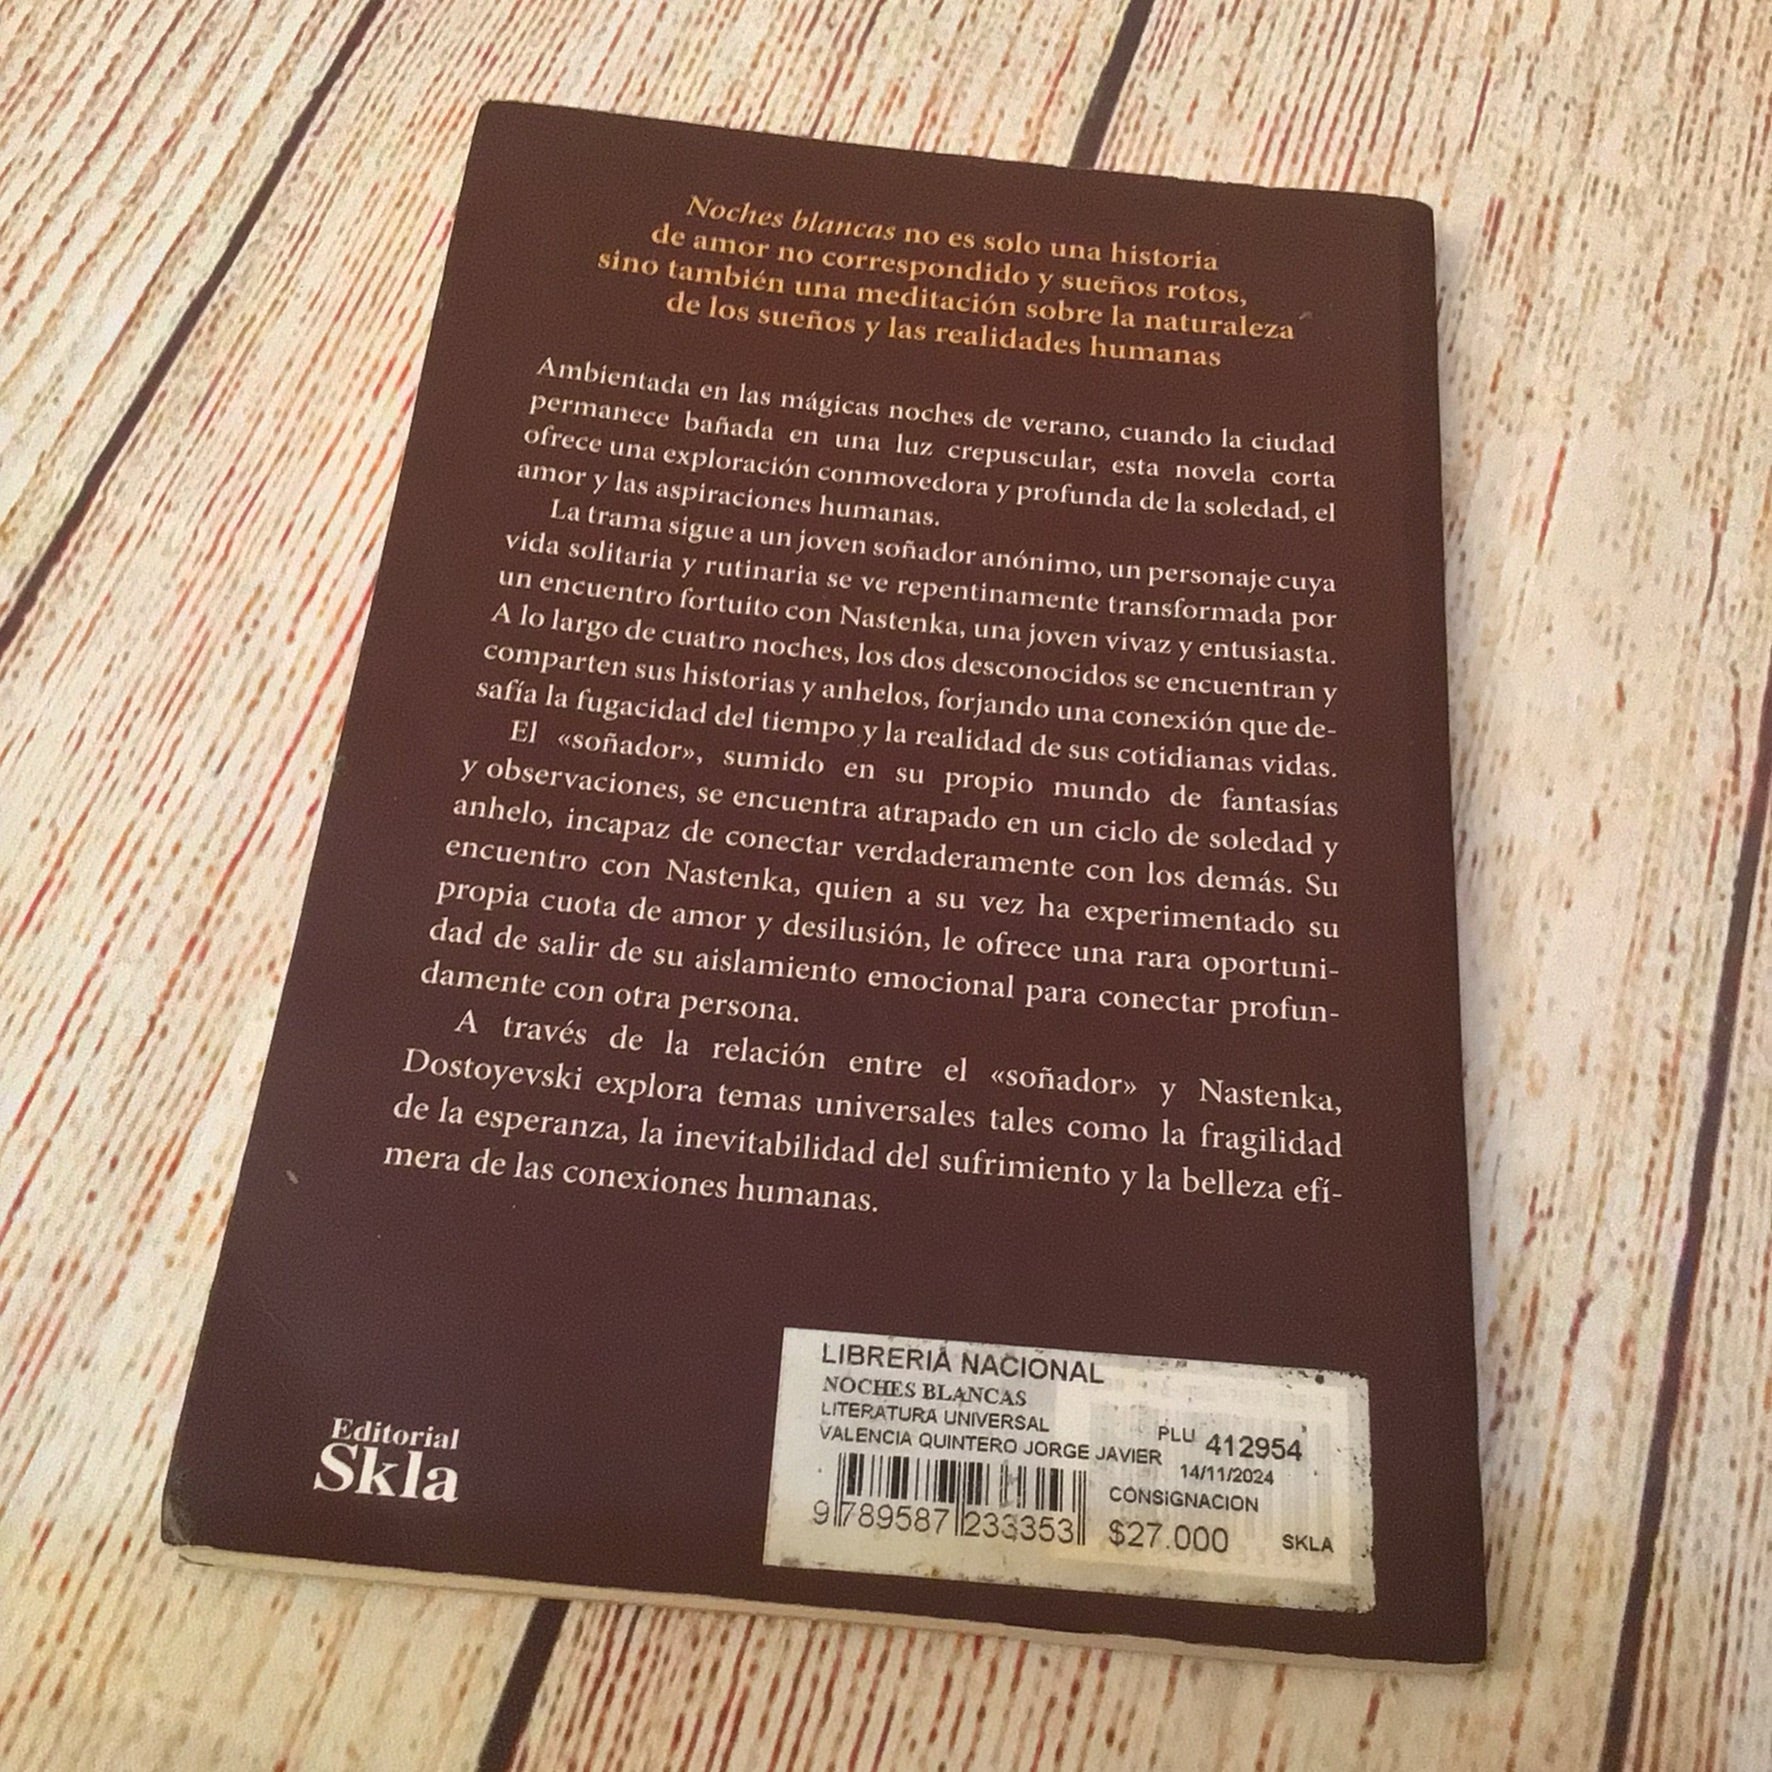 Noches blancas no es solo una historia
de amor no correspondido y sueños rotos,
sino también una meditación sobre la naturaleza
de los sueños y las realidades humanas
Ambientada en las mágicas noches de verano, cuando la ciudad
permanece bañada en una luz crepuscular, esta novela corta
ofrece una exploración conmovedora y profunda de la soledad, el
amor y las aspiraciones humanas.
La trama sigue a un joven soñador anónimo, un personaje cuya
vida solitaria y rutinaria se ve repentinamente transformada por
un encuentro fortuito con Nastenka, una joven vivaz y entusiasta.
A lo largo de cuatro noches, los dos desconocidos se encuentran y
comparten sus historias y anhelos, forjando una conexión que de-
safía la fugacidad del tiempo y la realidad de sus cotidianas vidas.
El «soñador», sumido en su propio mundo de fantasías
y observaciones, se encuentra atrapado en un ciclo de soledad y
anhelo, incapaz de conectar verdaderamente con los demás. Su
encuentro con Nastenka, quien a su vez ha experimentado su
propia cuota de amor y desilusión, le ofrece una rara oportuni-
dad de salir de su aislamiento emocional para conectar profun-
damente con otra persona.
A través de la relación entre el «soñador» y Nastenka,
Dostoyevski explora temas universales tales como la fragilidad
de la esperanza, la inevitabilidad del sufrimiento y la belleza efí-
mera de las conexiones humanas.
Editorial
Skla
LIBRERIA NACIONAL
NOCHES BLANCAS
LITERATURA UNIVERSAL
PLU 412954
VALENCIA QUINTERO JORGE JAVIER
14/11/2024
CONSIGNACION
9 789587 233353
$27.000
SKLA